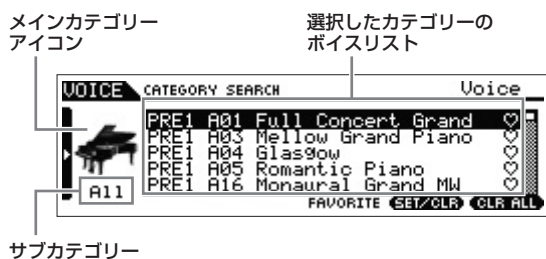 メインカテゴリー
アイコン
選択したカテゴリーの
ボイスリスト
VOICE CATEGORY SEARCH Voice
PRE1 A01 Full Concert Grand
PRE1 A03 Mellow Grand Piano
PRE1 A04 Glasgow
PRE1 A05 Romantic Piano
PRE1 A16 Monaural Grand MW
All
FAVORITE SET/CLR CLR ALL
サブカテゴリー